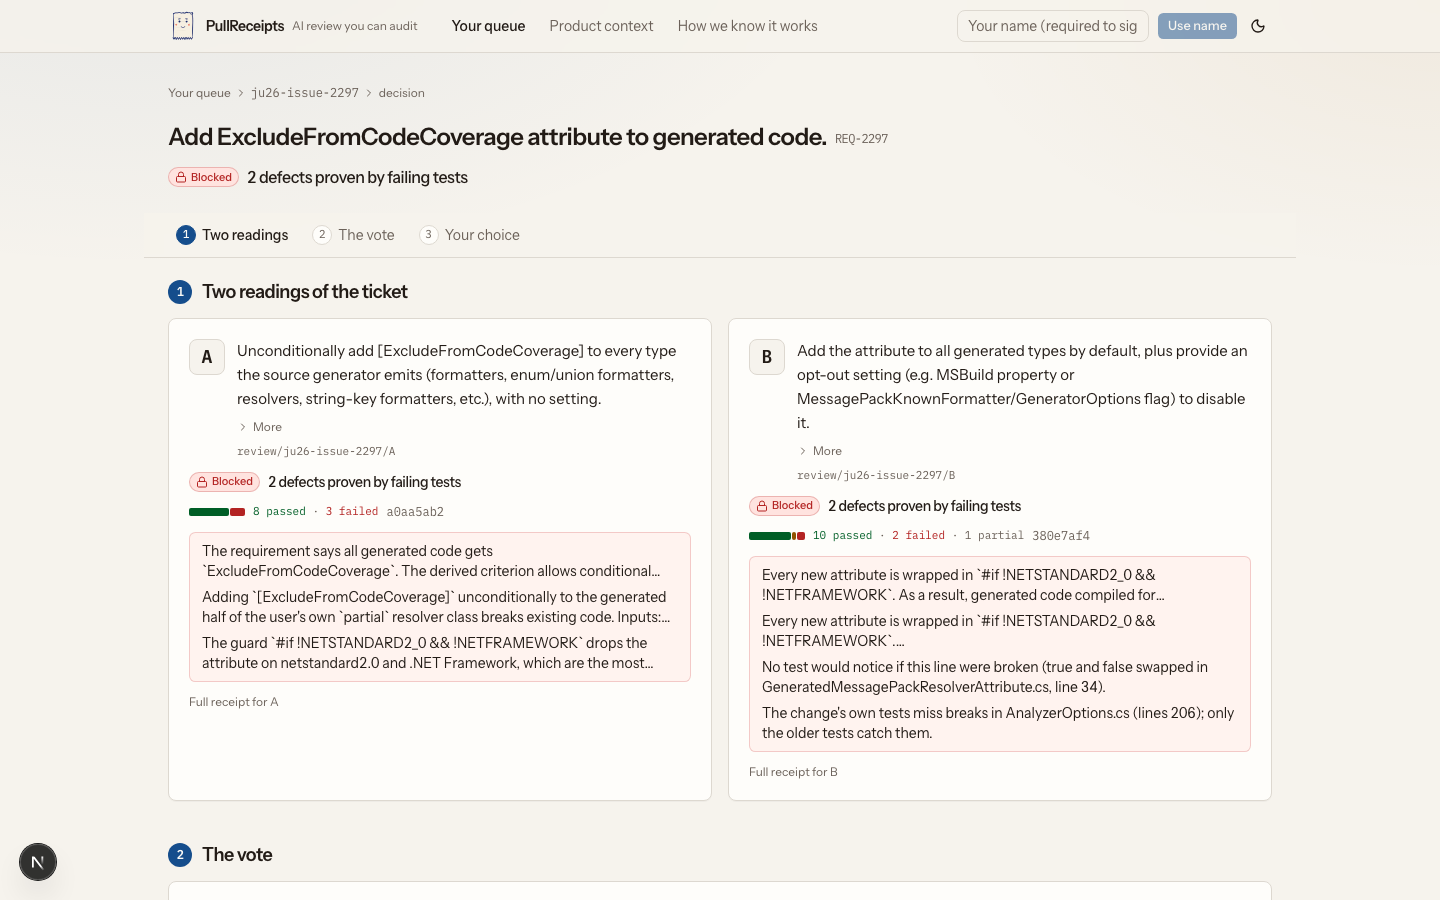 PullReceipts AI review you can audit Your queue Product context How we know it works Your name (required to sig Use name
Your queue > ju26-issue-2297 > decision
Add ExcludeFromCodeCoverage attribute to generated code. REQ-2297
Blocked 2 defects proven by failing tests
1 Two readings 2 The vote 3 Your choice
1 Two readings of the ticket
A
Unconditionally add [ExcludeFromCodeCoverage] to every type
the source generator emits (formatters, enum/union formatters,
resolvers, string-key formatters, etc.), with no setting.
More
review/ju26-issue-2297/A
Blocked 2 defects proven by failing tests
8 passed · 3 failed a0aa5ab2
The requirement says all generated code gets
`ExcludeFromCodeCoverage`. The derived criterion allows conditional...
Adding `[ExcludeFromCodeCoverage]` unconditionally to the generated
half of the user's own `partial` resolver class breaks existing code. Inputs:...
The guard `#if !NETSTANDARD2_0 && !NETFRAMEWORK` drops the
attribute on netstandard2.0 and .NET Framework, which are the most...
Full receipt for A
B
Add the attribute to all generated types by default, plus provide an
opt-out setting (e.g. MSBuild property or
MessagePackKnownFormatter/GeneratorOptions flag) to disable
it.
More
review/ju26-issue-2297/B
Blocked 2 defects proven by failing tests
10 passed · 2 failed · 1 partial 380e7af4
Every new attribute is wrapped in `#if !NETSTANDARD2_0 &&
!NETFRAMEWORK`. As a result, generated code compiled for...
Every new attribute is wrapped in `#if !NETSTANDARD2_0 &&
!NETFRAMEWORK`....
No test would notice if this line were broken (true and false swapped in
GeneratedMessagePackResolverAttribute.cs, line 34).
The change's own tests miss breaks in AnalyzerOptions.cs (lines 206); only
the older tests catch them.
Full receipt for B
2 The vote
N